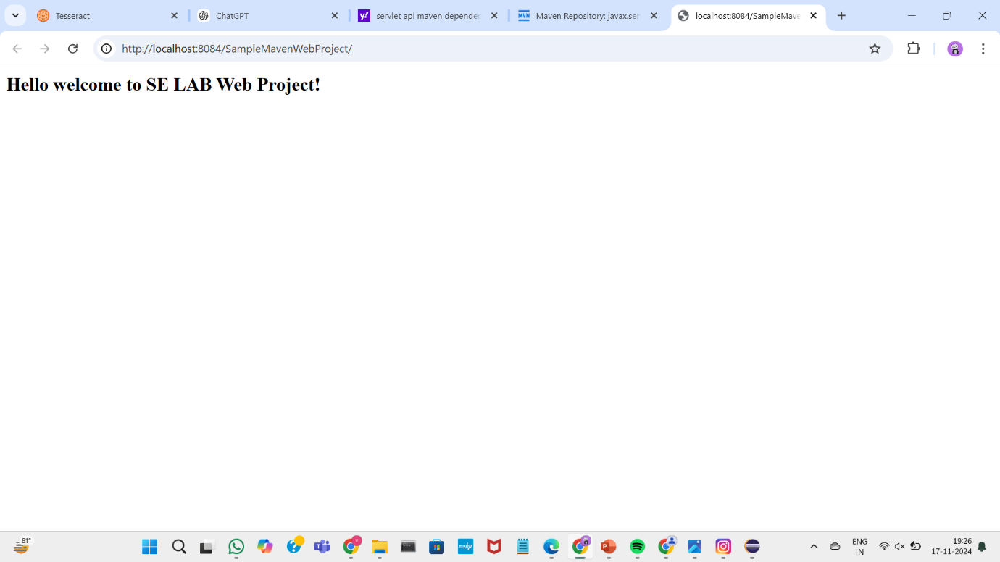 Tesseract
ChatGPT
servlet api maven depender
Maven Repository: javax.ser
localhost:8084/SampleMave
http://localhost:8084/SampleMavenWebProject/
Hello welcome to SE LAB Web Project!
81°
ENG
IN
19:26
17-11-2024